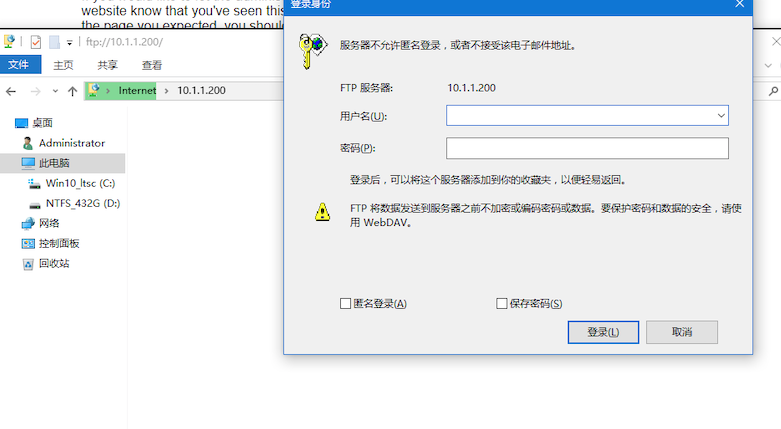 website know that you've seen this
the page you expected, you should
登录身份
ftp://10.1.1.200/
文件 主页 共享 查看
Internet 10.1.1.200
桌面
Administrator
此电脑
Win10_ltsc (C:)
NTFS_432G (D:)
网络
控制面板
回收站
服务器不允许匿名登录，或者不接受该电子邮件地址。
FTP 服务器: 10.1.1.200
用户名(U):
密码(P):
登录后，可以将这个服务器添加到你的收藏夹，以便轻易返回。
FTP 将数据发送到服务器之前不加密或编码密码或数据。要保护密码和数据的安全，请使
用 WebDAV。
匿名登录(A) 保存密码(S)
登录(L) 取消